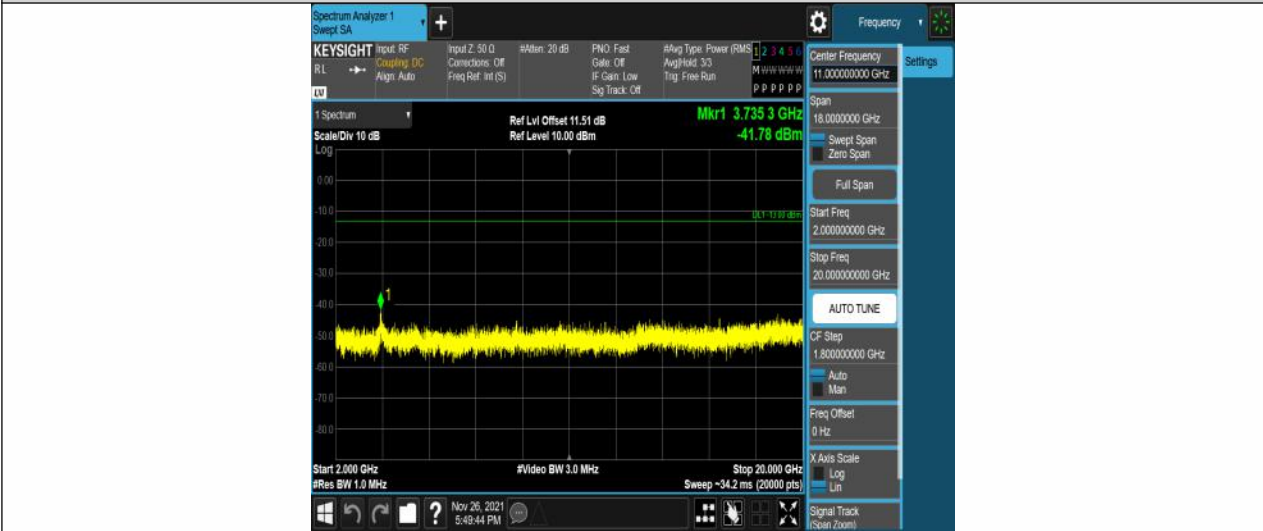 Spectrum Analyzer 1
Swept SA
+
Frequency
KEYSIGHT
RL
LV
Input: RF
Coupling: DC
Align: Auto
Input Z: 50 Ω
Corrections: Off
Freq Ref: Int (S)
#Atten: 20 dB
PNO: Fast
Gate: Off
IF Gain: Low
Sig Track: Off
#Avg Type: Power (RMS
Avg|Hold: 3/3
Trig: Free Run
1 2 3 4 5 6
M W W W W W
P P P P P P
Center Frequency
11.000000000 GHz
Settings
Span
18.0000000 GHz
Swept Span
Zero Span
Full Span
Start Freq
2.000000000 GHz
Stop Freq
20.000000000 GHz
AUTO TUNE
CF Step
1.800000000 GHz
Auto
Man
Freq Offset
0 Hz
X Axis Scale
Log
Lin
Signal Track
(Span Zoom)
1 Spectrum
Scale/Div 10 dB
Log
Ref Lvl Offset 11.51 dB
Ref Level 10.00 dBm
Mkr1 3.735 3 GHz
-41.78 dBm
0.00
-10.0
DL1 -13.00 dBm
-20.0
-30.0
-40.0
1
-50.0
-60.0
-70.0
-80.0
Start 2.000 GHz
#Res BW 1.0 MHz
#Video BW 3.0 MHz
Stop 20.000 GHz
Sweep ~34.2 ms (20000 pts)
?
Nov 26, 2021
5:49:44 PM